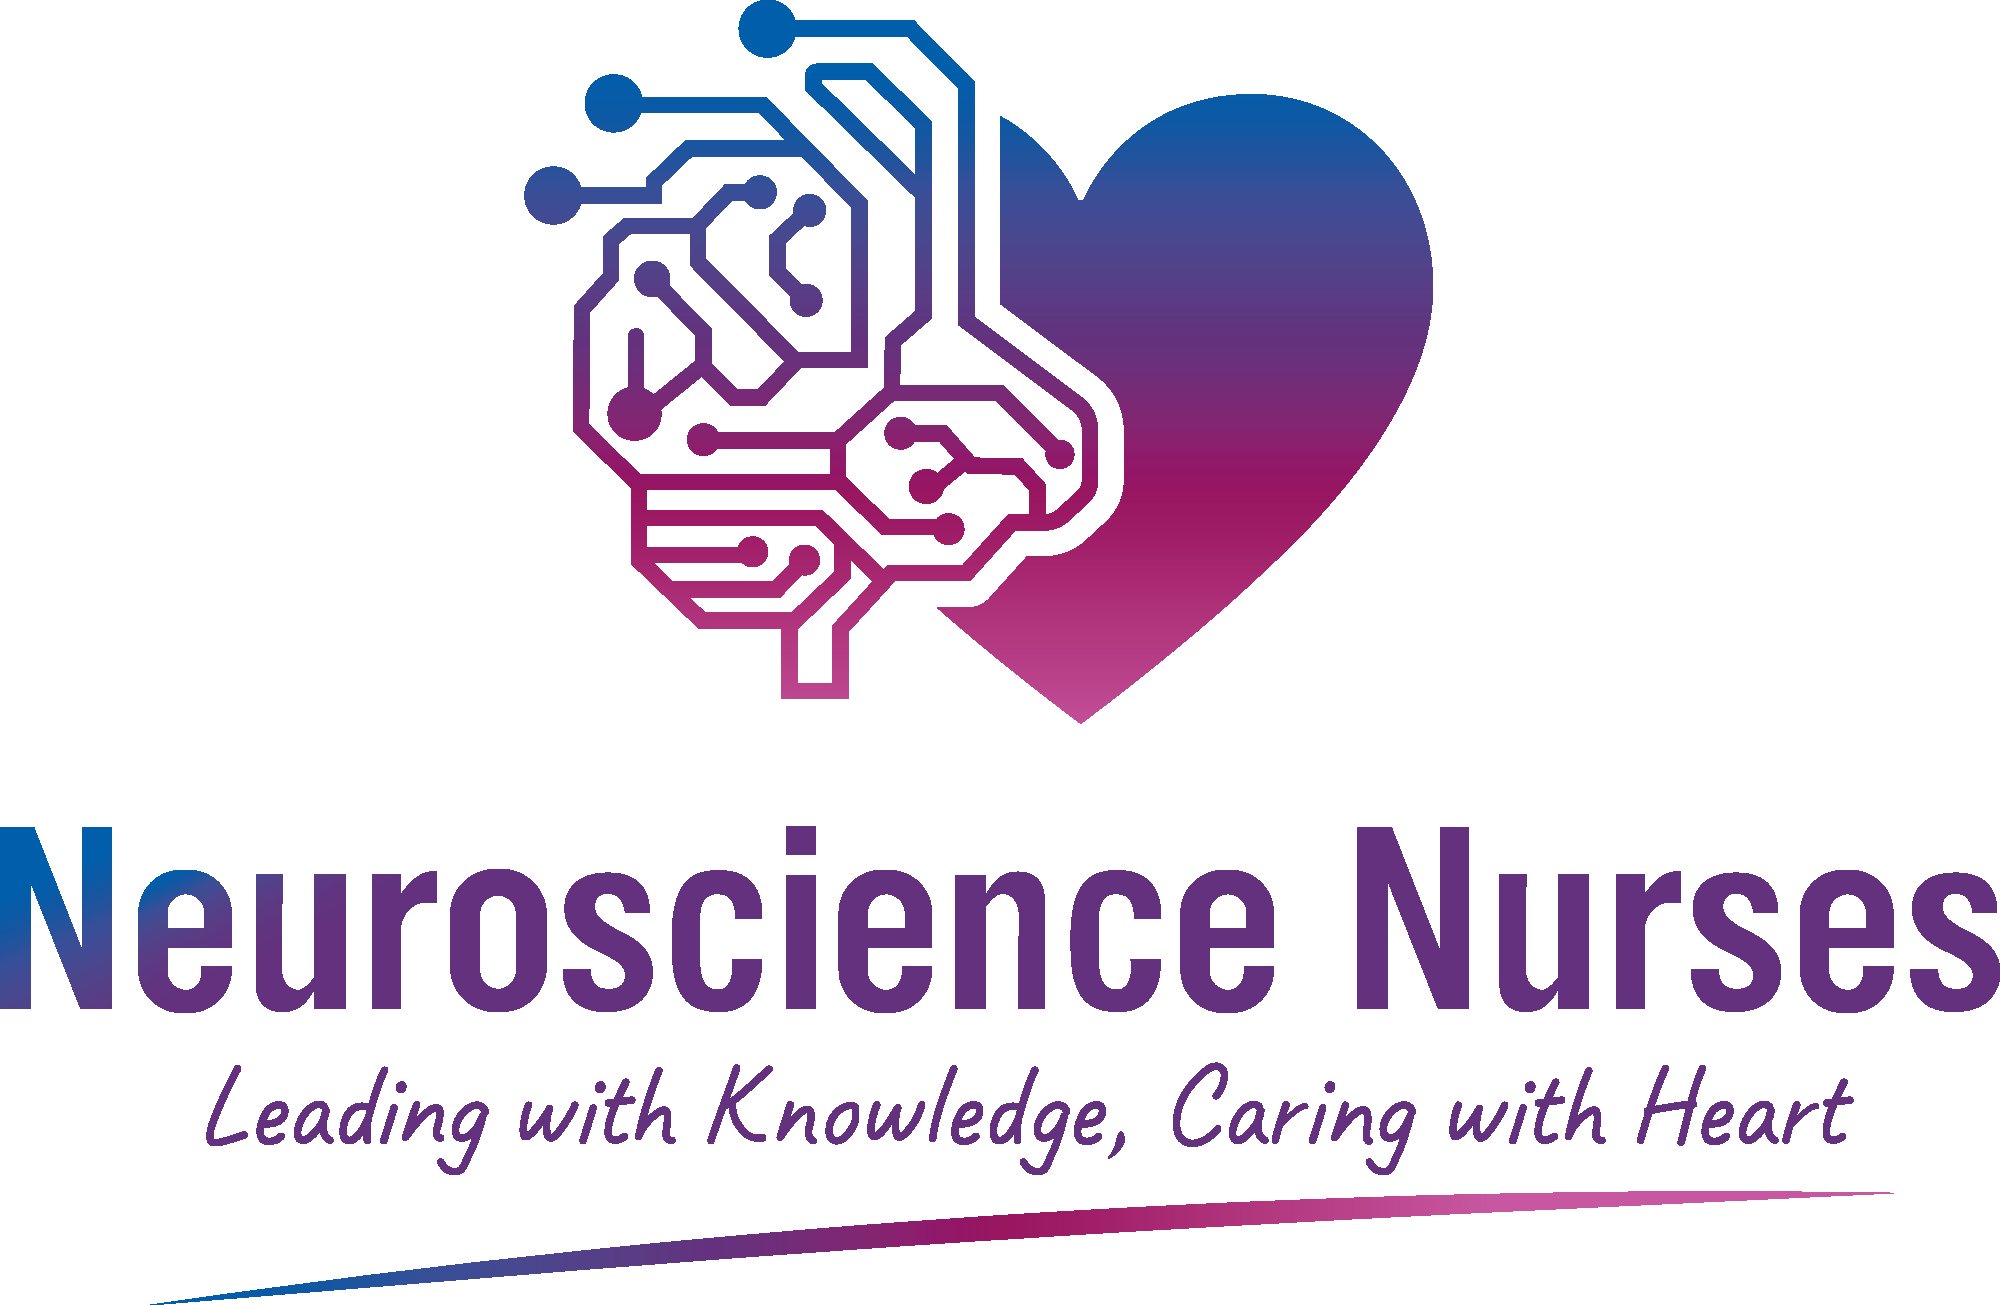 Neuroscience Nurses
Leading with Knowledge, Caring with Heart